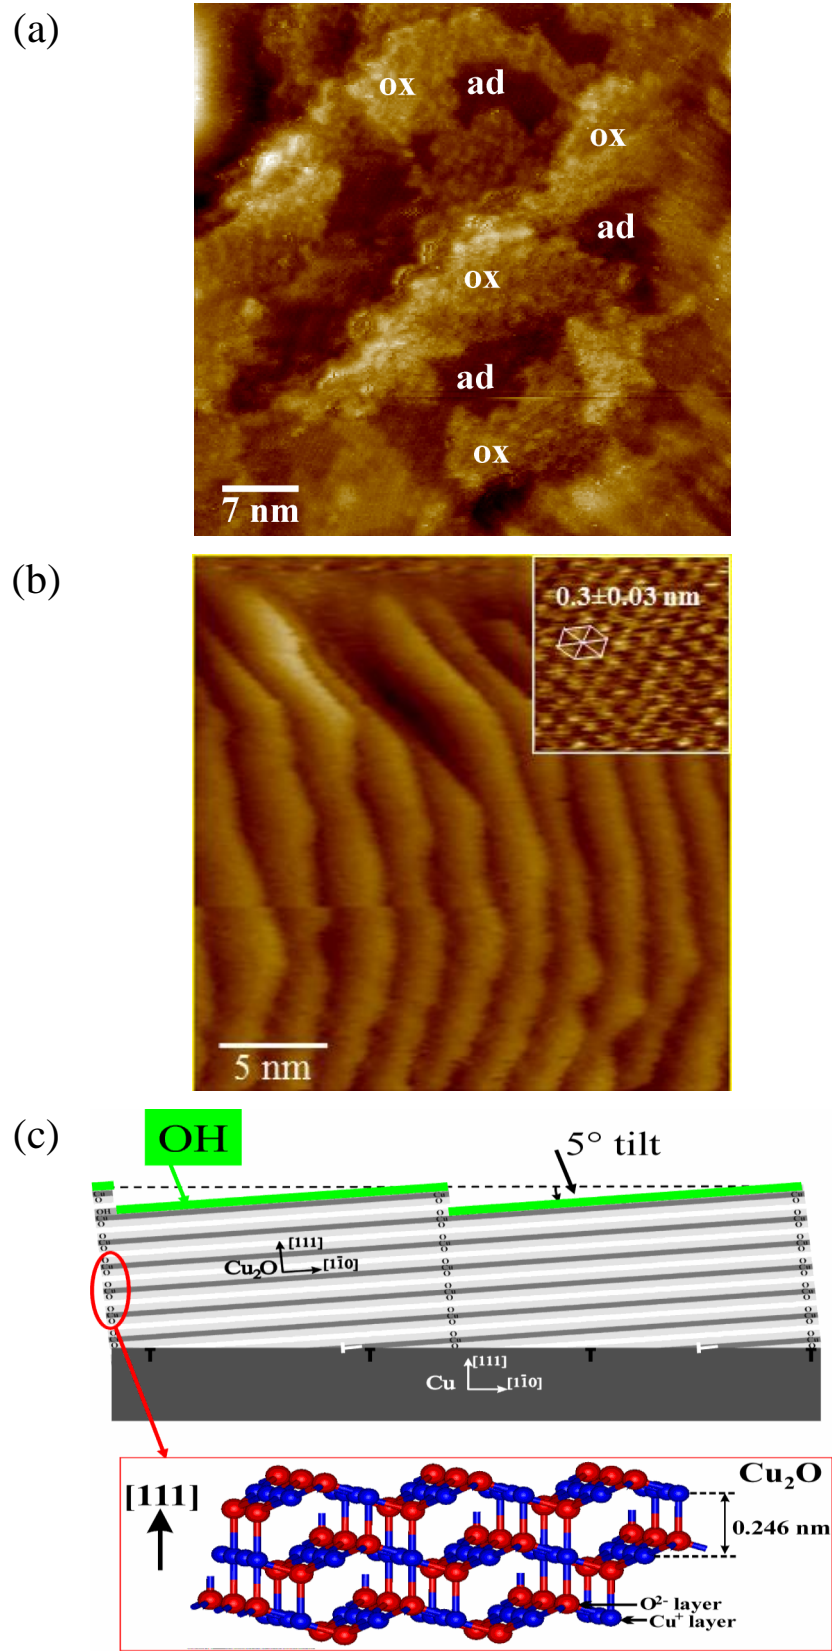 (a)
ox
ad
ox
ad
ox
ad
ox
7 nm
(b)
0.3±0.03 nm
5 nm
(c)
OH
5° tilt
[111]
Cu₂O
[11̄0]
[111]
Cu
[11̄0]
[111]
Cu₂O
0.246 nm
O²⁻ layer
Cu⁺ layer